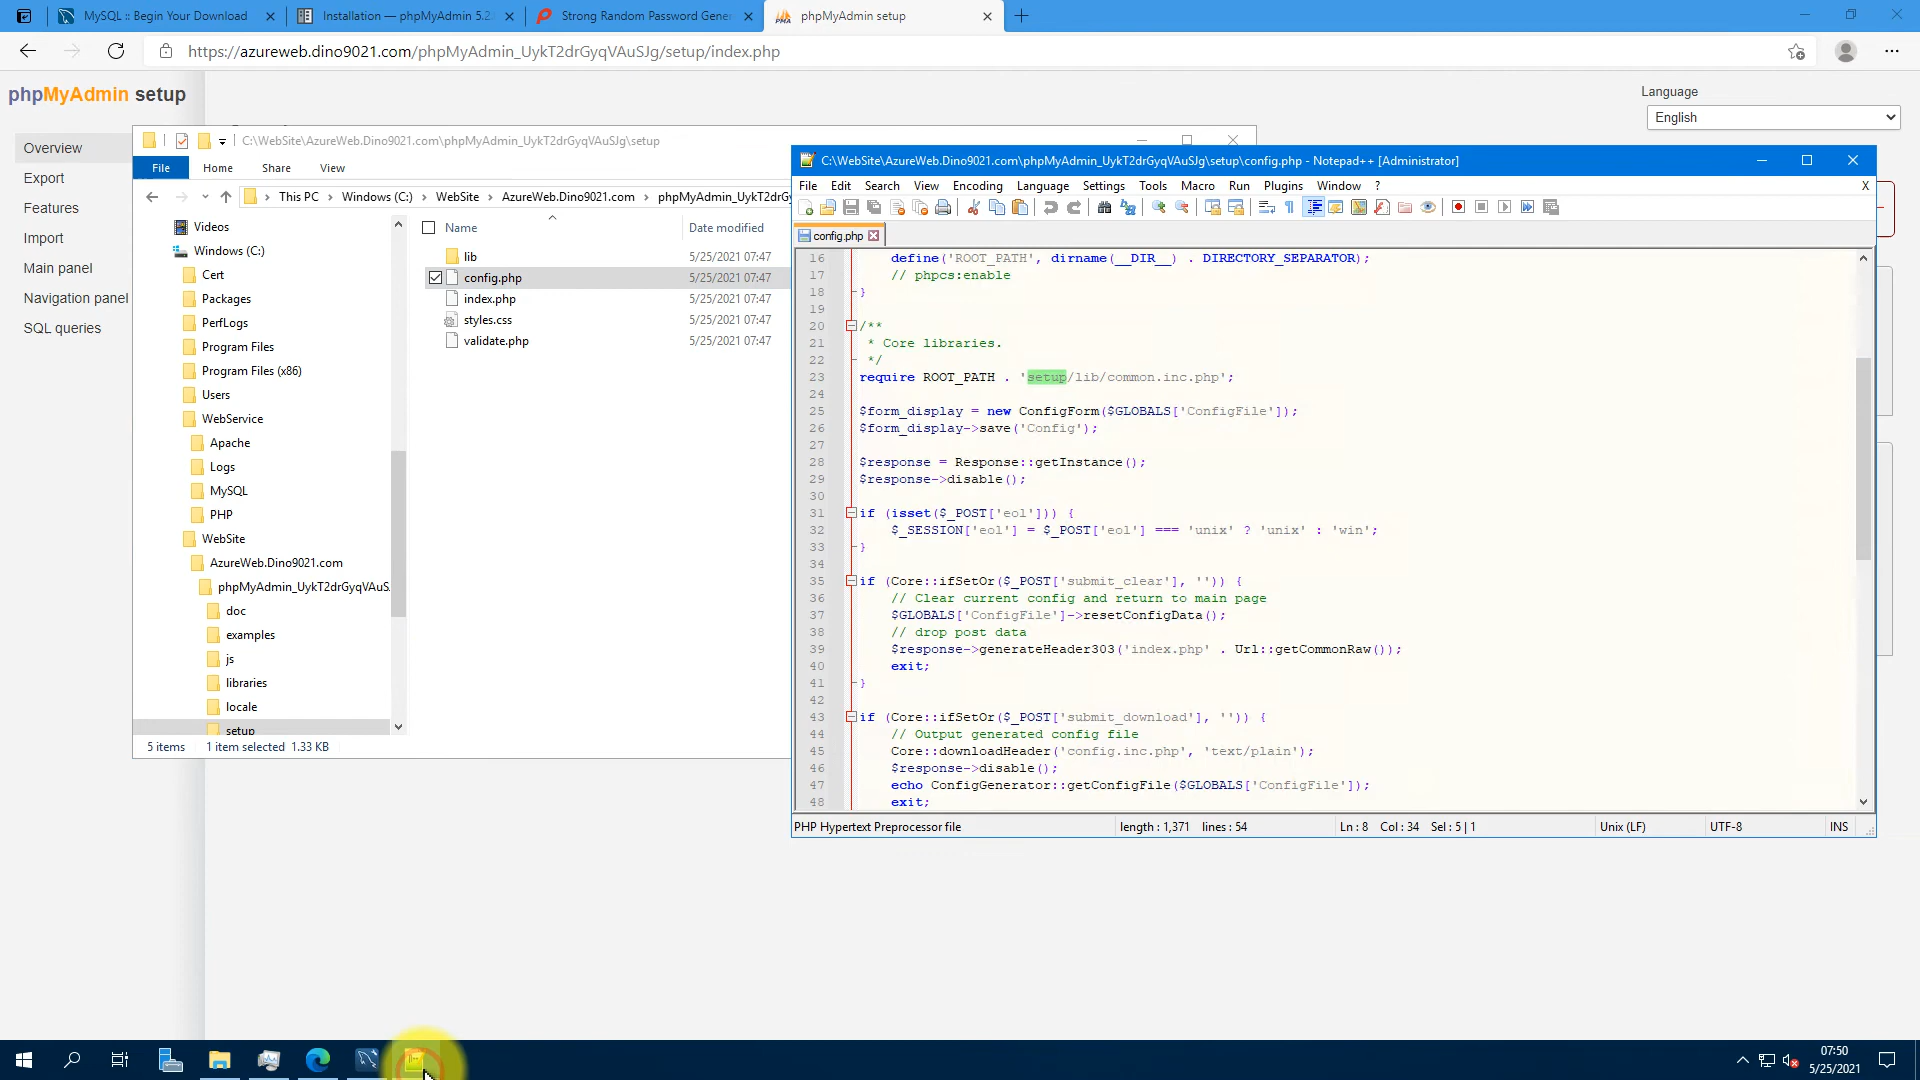 MySQL :: Begin Your Download
Installation — phpMyAdmin 5.2.
Strong Random Password Gene
phpMyAdmin setup
https://azureweb.dino9021.com/phpMyAdmin_UykT2drGyqVAuSJg/setup/index.php
phpMyAdmin setup
Language
English
Overview
Export
Features
Import
Main panel
Navigation panel
SQL queries
C:\WebSite\AzureWeb.Dino9021.com\phpMyAdmin_UykT2drGyqVAuSJg\setup
File
Home
Share
View
This PC
Windows (C:)
WebSite
AzureWeb.Dino9021.com
phpMyAdmin_UykT2drGy
Videos
Windows (C:)
Cert
Packages
PerfLogs
Program Files
Program Files (x86)
Users
WebService
Apache
Logs
MySQL
PHP
WebSite
AzureWeb.Dino9021.com
phpMyAdmin_UykT2drGyqVAuS
doc
examples
js
libraries
locale
setup
Name
Date modified
lib 5/25/2021 07:47
config.php 5/25/2021 07:47
index.php 5/25/2021 07:47
styles.css 5/25/2021 07:47
validate.php 5/25/2021 07:47
5 items 1 item selected 1.33 KB
C:\WebSite\AzureWeb.Dino9021.com\phpMyAdmin_UykT2drGyqVAuSJg\setup\config.php - Notepad++ [Administrator]
File Edit Search View Encoding Language Settings Tools Macro Run Plugins Window ? X
config.php
16 define('ROOT_PATH', dirname(__DIR__) . DIRECTORY_SEPARATOR);
17 // phpcs:enable
18 }
19
20 /**
21 * Core libraries.
22 */
23 require ROOT_PATH . 'setup/lib/common.inc.php';
24
25 $form_display = new ConfigForm($GLOBALS['ConfigFile']);
26 $form_display->save('Config');
27
28 $response = Response::getInstance();
29 $response->disable();
30
31 if (isset($_POST['eol'])) {
32 $_SESSION['eol'] = $_POST['eol'] === 'unix' ? 'unix' : 'win';
33 }
34
35 if (Core::ifSetOr($_POST['submit_clear'], '')) {
36 // Clear current config and return to main page
37 $GLOBALS['ConfigFile']->resetConfigData();
38 // drop post data
39 $response->generateHeader303('index.php' . Url::getCommonRaw());
40 exit;
41 }
42
43 if (Core::ifSetOr($_POST['submit_download'], '')) {
44 // Output generated config file
45 Core::downloadHeader('config.inc.php', 'text/plain');
46 $response->disable();
47 echo ConfigGenerator::getConfigFile($GLOBALS['ConfigFile']);
48 exit;
PHP Hypertext Preprocessor file
length : 1,371 lines : 54
Ln : 8 Col : 34 Sel : 5 | 1
Unix (LF)
UTF-8
INS
07:50
5/25/2021